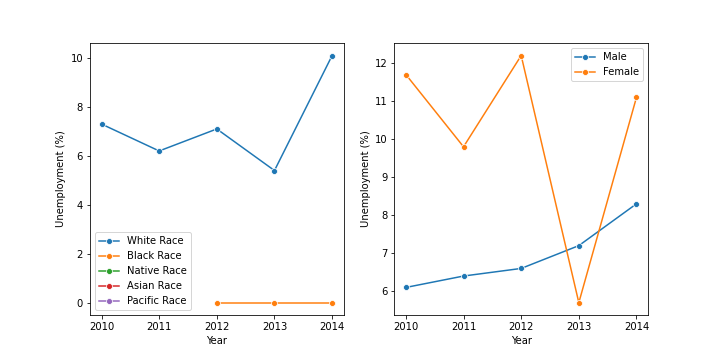 10
8
6
4
2
0
Unemployment (%)
White Race
Black Race
Native Race
Asian Race
Pacific Race
2010 2011 2012 2013 2014
Year
12
11
10
9
8
7
6
Unemployment (%)
Male
Female
2010 2011 2012 2013 2014
Year